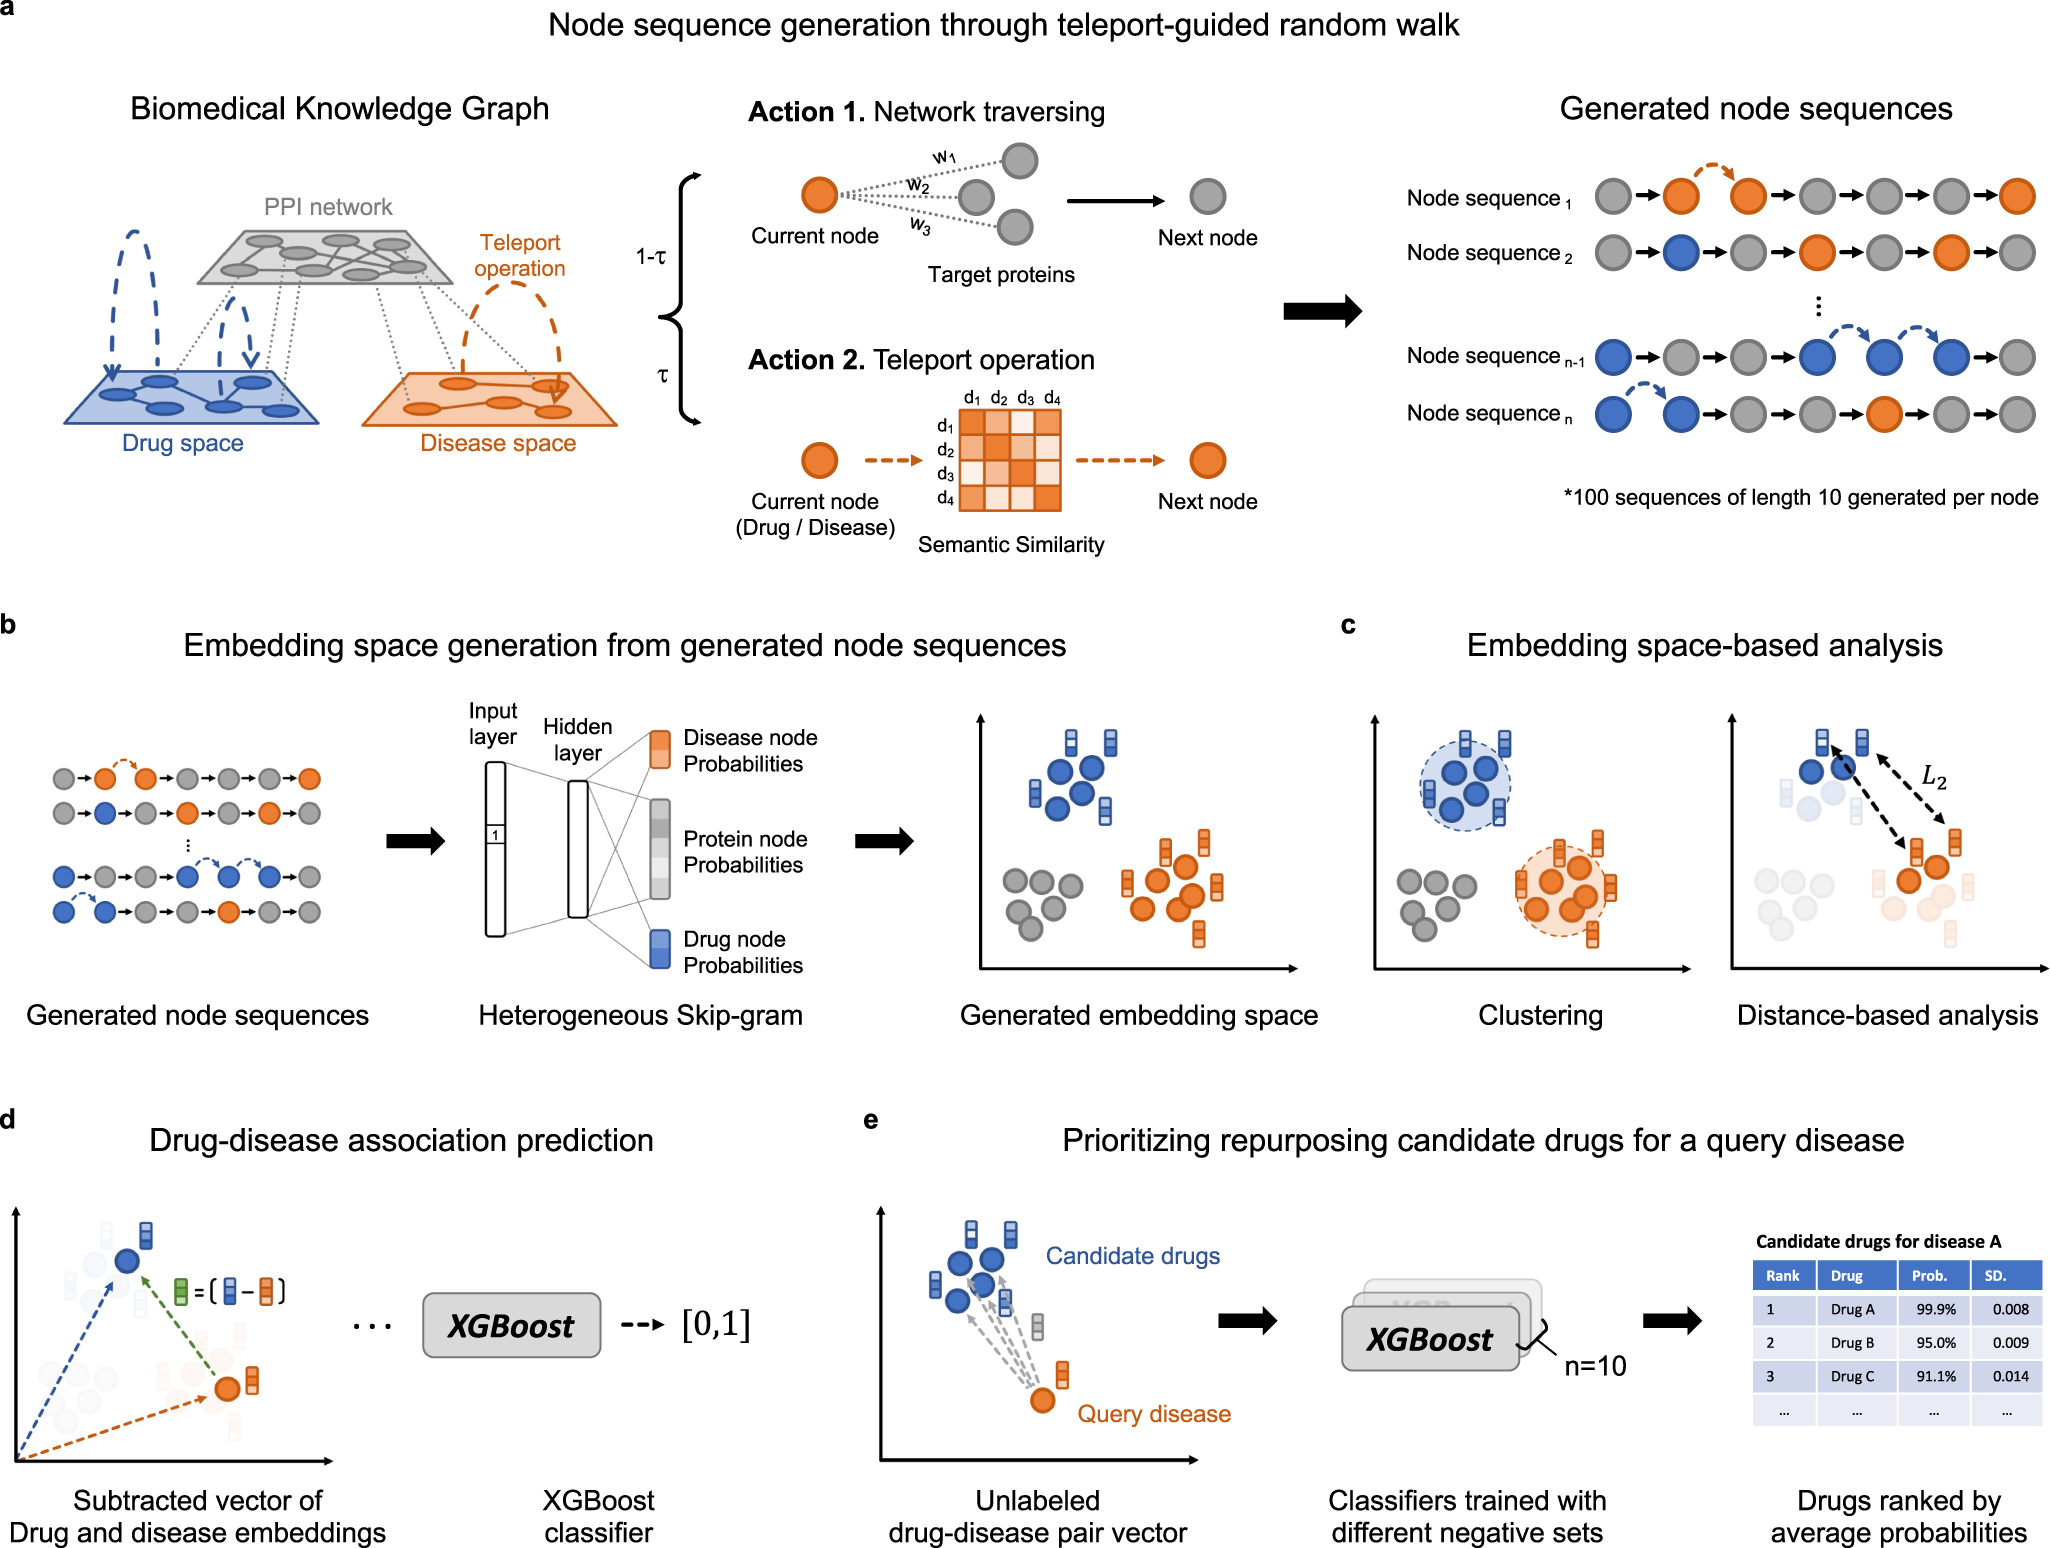 a
Node sequence generation through teleport-guided random walk
Biomedical Knowledge Graph
PPI network
Teleport
operation
Drug space
Disease space
1-τ
τ
Action 1. Network traversing
w1
w2
w3
Current node
Target proteins
Next node
Action 2. Teleport operation
d1 d2 d3 d4
d1
d2
d3
d4
Current node
(Drug / Disease)
Semantic Similarity
Next node
Generated node sequences
Node sequence 1
Node sequence 2
⋮
Node sequence n-1
Node sequence n
*100 sequences of length 10 generated per node
b
Embedding space generation from generated node sequences
⋮
Generated node sequences
Input
layer
Hidden
layer
1
Disease node
Probabilities
Protein node
Probabilities
Drug node
Probabilities
Heterogeneous Skip-gram
Generated embedding space
c
Embedding space-based analysis
Clustering
L2
Distance-based analysis
d
Drug-disease association prediction
= ( − )
Subtracted vector of
Drug and disease embeddings
...
XGBoost
[0,1]
XGBoost
classifier
e
Prioritizing repurposing candidate drugs for a query disease
Candidate drugs
Query disease
Unlabeled
drug-disease pair vector
XGBoost
n=10
Classifiers trained with
different negative sets
Candidate drugs for disease A
Rank Drug Prob. SD.
1 Drug A 99.9% 0.008
2 Drug B 95.0% 0.009
3 Drug C 91.1% 0.014
... ... ... ...
Drugs ranked by
average probabilities